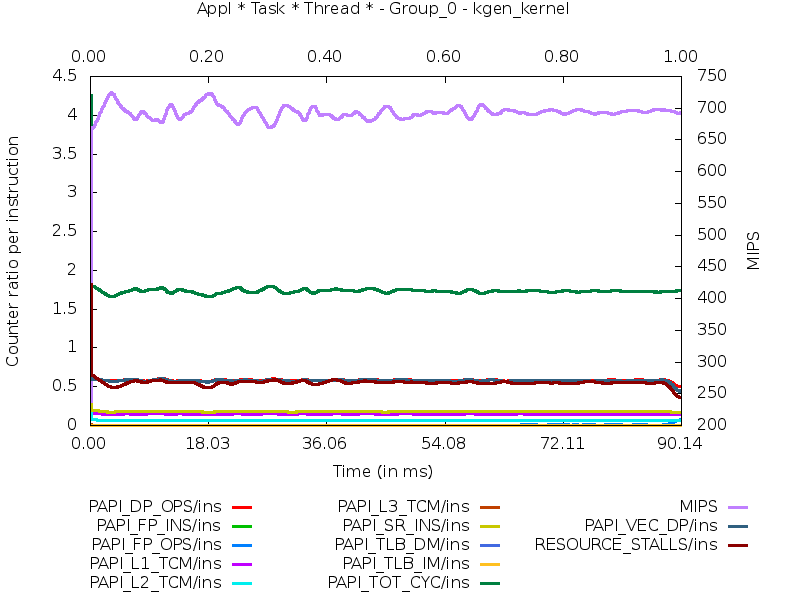 Appl * Task * Thread * - Group_0 - kgen_kernel
0.00 0.20 0.40 0.60 0.80 1.00
4.5 750
4 700
3.5 650
3 600
2.5 550
2 500
1.5 450
1 400
0.5 350
0 300
250
200
Counter ratio per instruction
MIPS
0.00 18.03 36.06 54.08 72.11 90.14
Time (in ms)
PAPI_DP_OPS/ins PAPI_L3_TCM/ins MIPS
PAPI_FP_INS/ins PAPI_SR_INS/ins PAPI_VEC_DP/ins
PAPI_FP_OPS/ins PAPI_TLB_DM/ins RESOURCE_STALLS/ins
PAPI_L1_TCM/ins PAPI_TLB_IM/ins
PAPI_L2_TCM/ins PAPI_TOT_CYC/ins